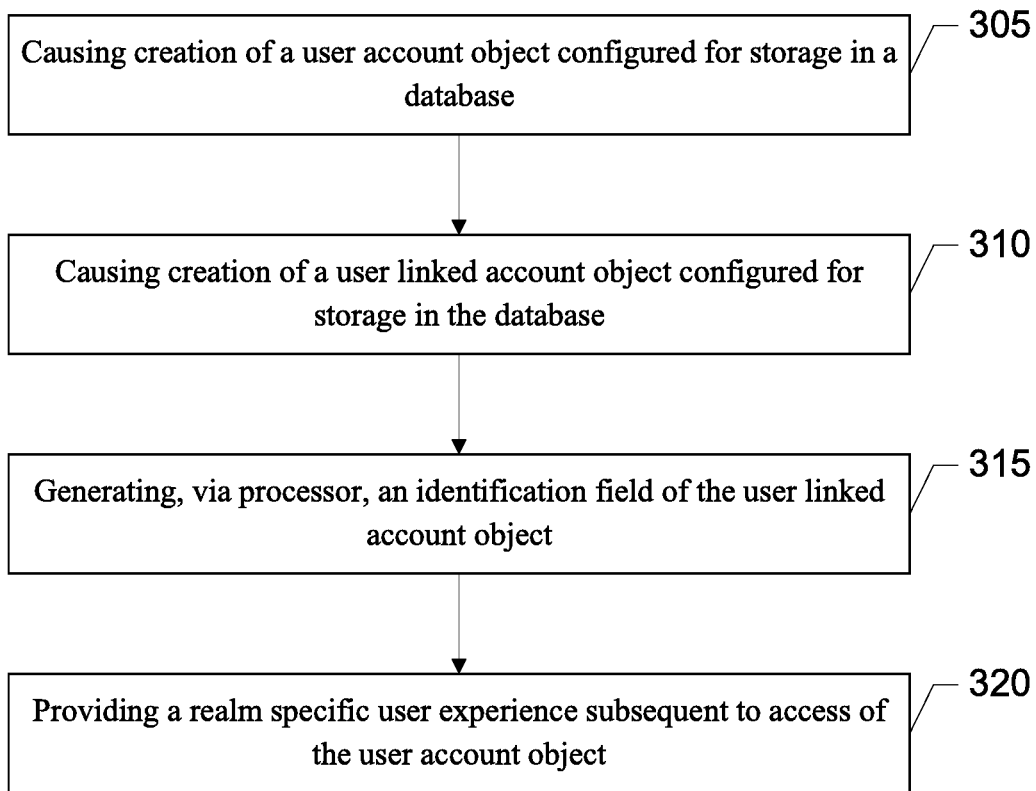 305
Causing creation of a user account object configured for storage in a
database
310
Causing creation of a user linked account object configured for
storage in the database
315
Generating, via processor, an identification field of the user linked
account object
320
Providing a realm specific user experience subsequent to access of
the user account object